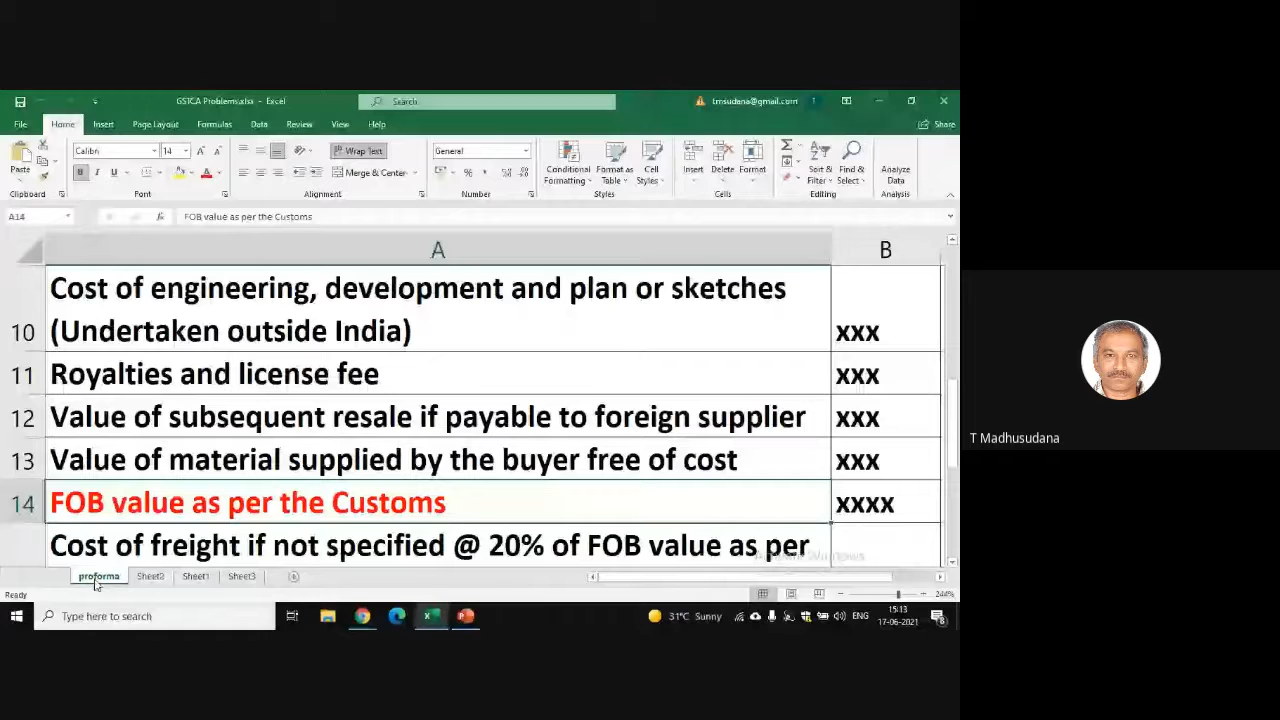 GSTCA Problems.xlsx - Excel
Search
tmsudana@gmail.com
File Home Insert Page Layout Formulas Data Review View Help
Share
Paste
Calibri
14
Wrap Text
Merge & Center
General
Conditional Formatting
Format as Table
Cell Styles
Insert
Delete
Format
Sort & Filter
Find & Select
Analyze Data
Clipboard
Font
Alignment
Number
Styles
Cells
Editing
Analysis
A14
fx
FOB value as per the Customs
A B
Cost of engineering, development and plan or sketches
10 (Undertaken outside India) xxx
11 Royalties and license fee xxx
12 Value of subsequent resale if payable to foreign supplier xxx
13 Value of material supplied by the buyer free of cost xxx
14 FOB value as per the Customs xxxx
Cost of freight if not specified @ 20% of FOB value as per
proforma Sheet2 Sheet1 Sheet3
Ready
244%
Type here to search
31°C Sunny
ENG
15:13
17-06-2021
T Madhusudana